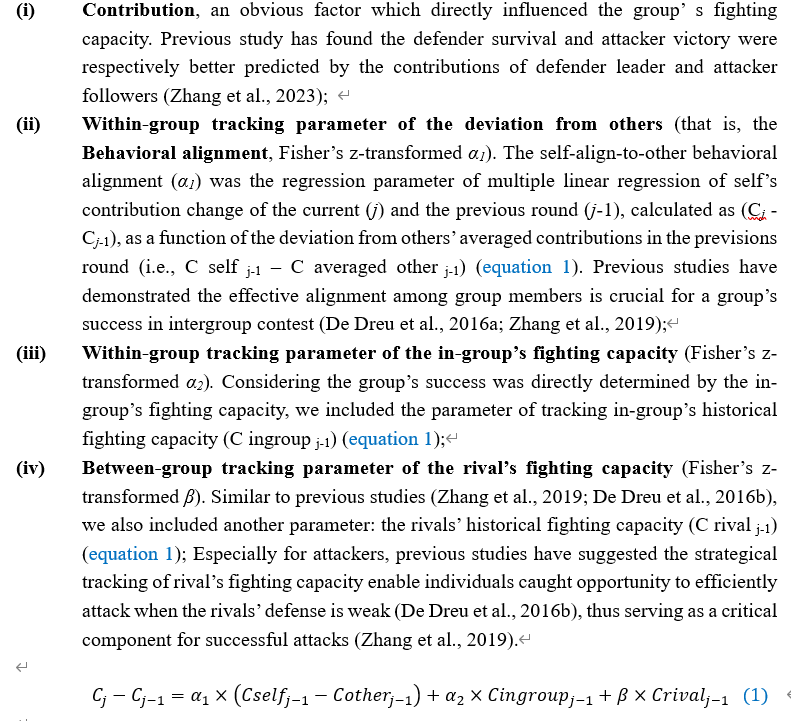 (i) Contribution, an obvious factor which directly influenced the group' s fighting
capacity. Previous study has found the defender survival and attacker victory were
respectively better predicted by the contributions of defender leader and attacker
followers (Zhang et al., 2023); ↵
(ii) Within-group tracking parameter of the deviation from others (that is, the
Behavioral alignment, Fisher's z-transformed α₁). The self-align-to-other behavioral
alignment (α₁) was the regression parameter of multiple linear regression of self's
contribution change of the current (j) and the previous round (j-1), calculated as (Cⱼ -
Cj-1), as a function of the deviation from others' averaged contributions in the previsions
round (i.e., C self j-1 – C averaged other j-1) (equation 1). Previous studies have
demonstrated the effective alignment among group members is crucial for a group's
success in intergroup contest (De Dreu et al., 2016a; Zhang et al., 2019);↵
(iii) Within-group tracking parameter of the in-group's fighting capacity (Fisher's z-
transformed α₂). Considering the group's success was directly determined by the in-
group's fighting capacity, we included the parameter of tracking in-group's historical
fighting capacity (C ingroup j-1) (equation 1);↵
(iv) Between-group tracking parameter of the rival's fighting capacity (Fisher's z-
transformed β). Similar to previous studies (Zhang et al., 2019; De Dreu et al., 2016b),
we also included another parameter: the rivals' historical fighting capacity (C rival j-1)
(equation 1); Especially for attackers, previous studies have suggested the strategical
tracking of rival's fighting capacity enable individuals caught opportunity to efficiently
attack when the rivals' defense is weak (De Dreu et al., 2016b), thus serving as a critical
component for successful attacks (Zhang et al., 2019).↵
↵
Cj − Cj−1 = α₁ × (Cselfj−1 − Cotherj−1) + α₂ × Cingroupj−1 + β × Crivalj−1 (1)